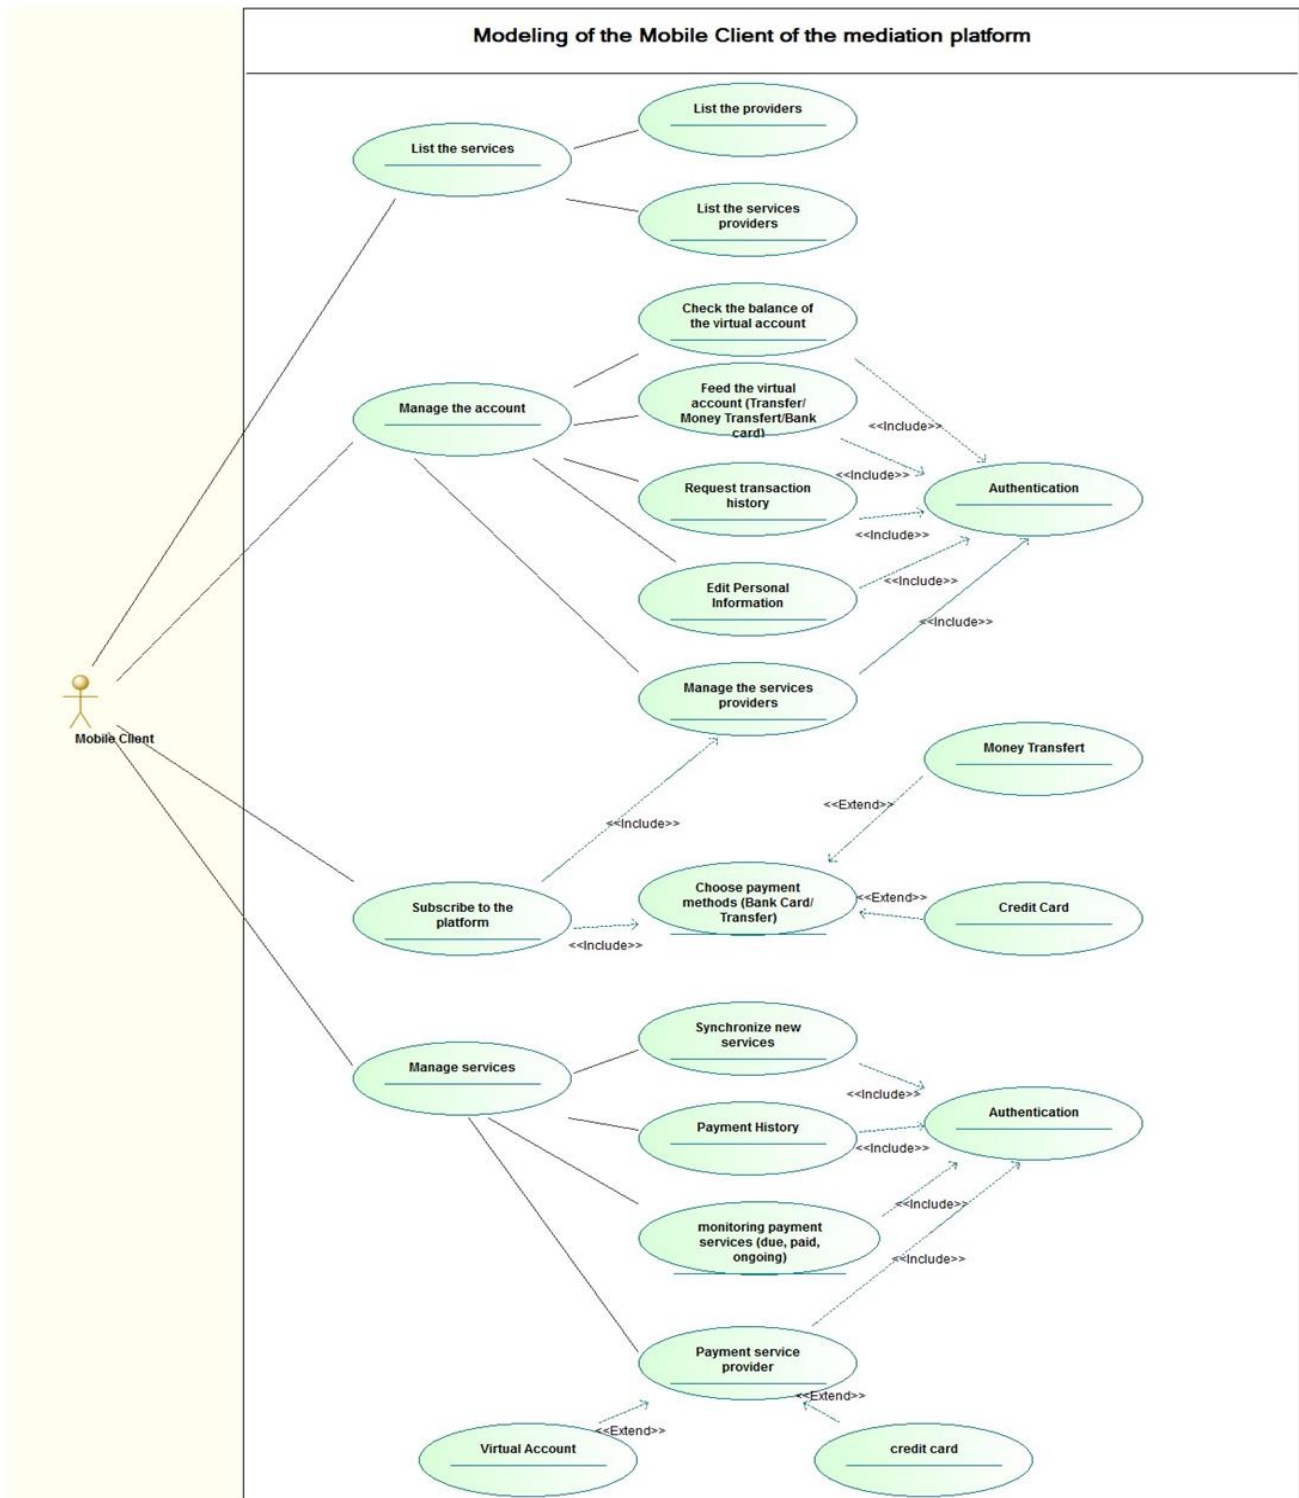 Modeling of the Mobile Client of the mediation platform
List the providers
List the services
List the services
providers
Check the balance of
the virtual account
Feed the virtual
account (Transfer/
Money Transfert/Bank
card)
Manage the account
<<Include>>
<<Include>>
Request transaction
history
Authentication
<<Include>>
<<Include>>
Edit Personal
Information
<<Include>>
Manage the services
providers
Mobile Client
Money Transfert
<<Extend>>
<<Include>>
Choose payment
methods (Bank Card/
Transfer)
<<Extend>>
Credit Card
Subscribe to the
platform
<<Include>>
Synchronize new
services
Manage services
<<Include>>
Authentication
Payment History
<<Include>>
<<Include>>
monitoring payment
services (due, paid,
ongoing)
<<Include>>
Payment service
provider
<<Extend>>
<<Extend>>
Virtual Account
credit card